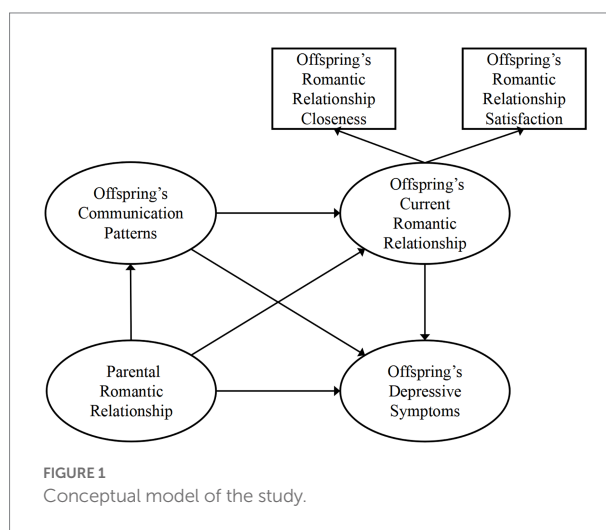 Offspring's
Romantic
Relationship
Closeness
Offspring's
Romantic
Relationship
Satisfaction
Offspring's
Communication
Patterns
Offspring's
Current
Romantic
Relationship
Parental
Romantic
Relationship
Offspring's
Depressive
Symptoms
FIGURE 1
Conceptual model of the study.